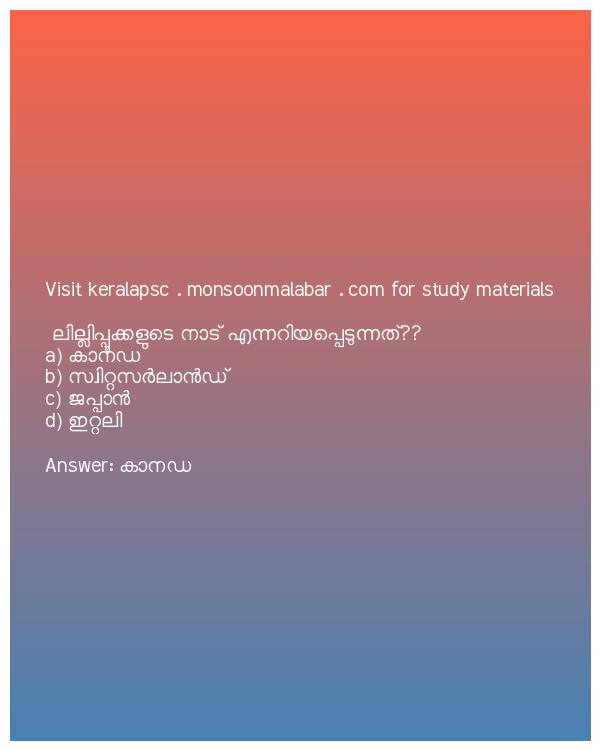 Visit keralapsc . monsoonmalabar . com for study materials
ലില്ലിപ്പൂക്കളുടെ നാട് എന്നറിയപ്പെടുന്നത്??
a) കാനഡ
b) സ്വിറ്റസർലാൻഡ്
c) ജപ്പാൻ
d) ഇറ്റലി
Answer: കാനഡ